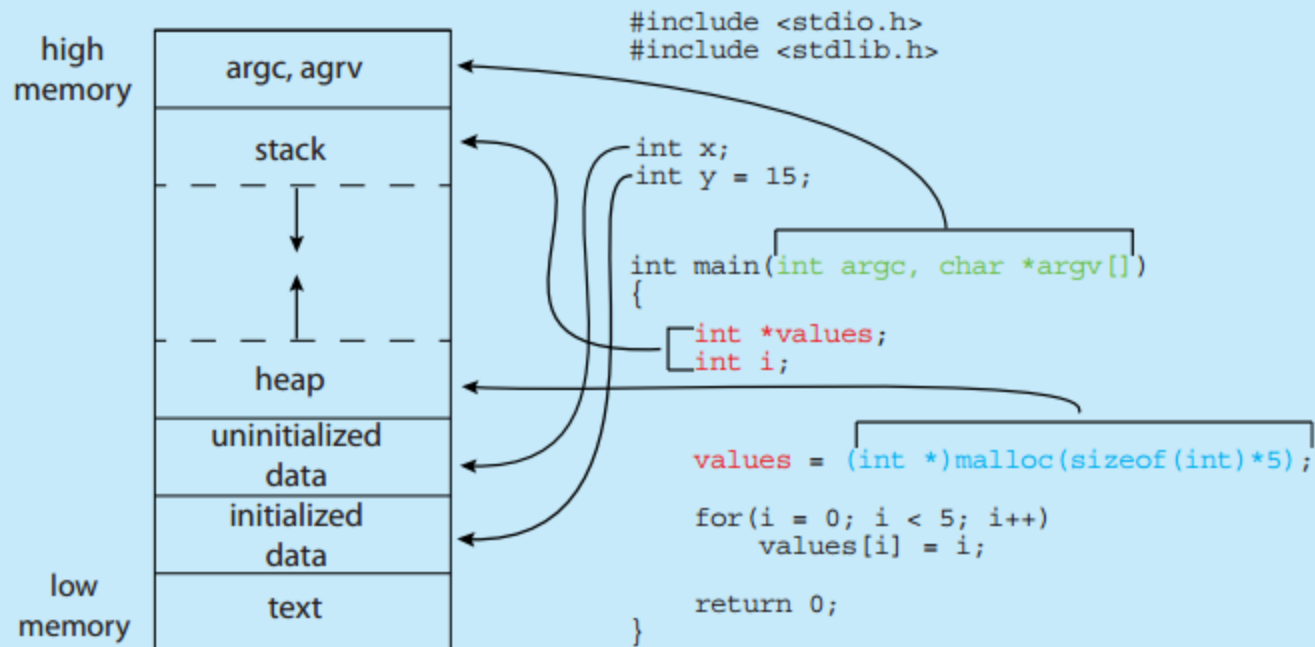 high
memory
argc, agrv
stack
heap
uninitialized
data
initialized
data
low
memory
text
#include <stdio.h>
#include <stdlib.h>
int x;
int y = 15;
int main(int argc, char *argv[])
{
int *values;
int i;
values = (int *)malloc(sizeof(int)*5);
for(i = 0; i < 5; i++)
values[i] = i;
return 0;
}